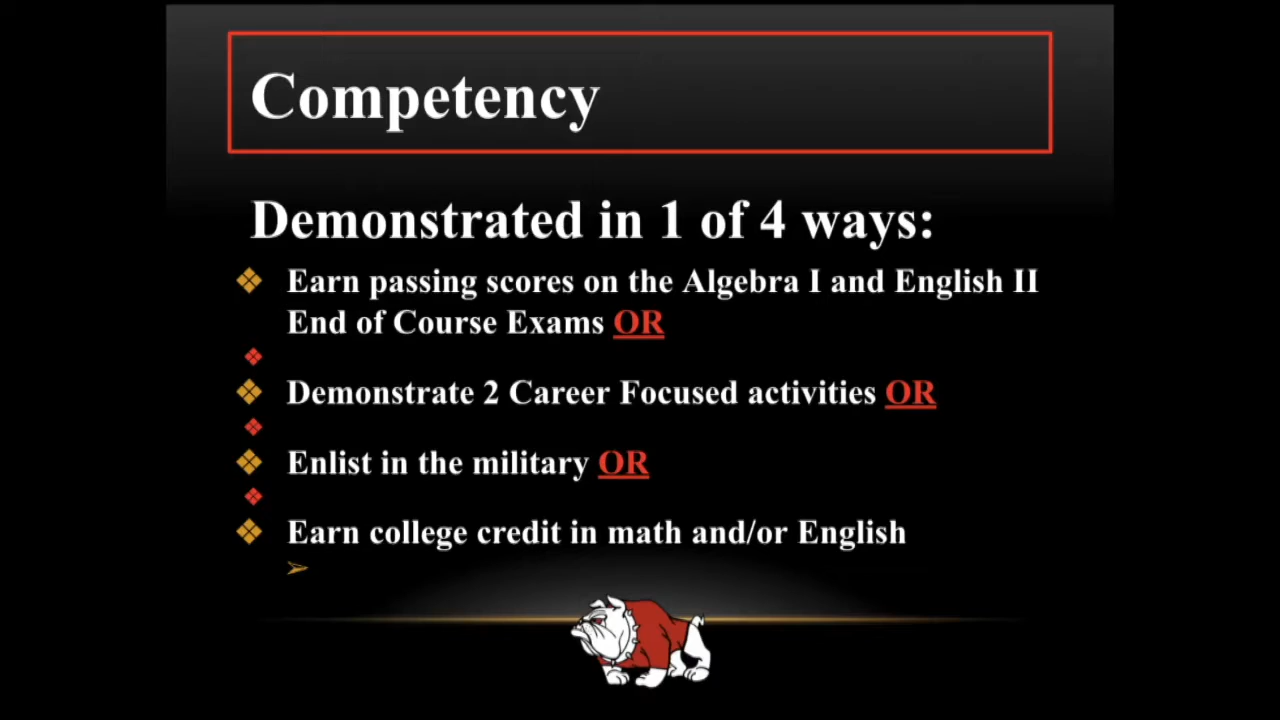 Competency
Demonstrated in 1 of 4 ways:
Earn passing scores on the Algebra I and English II
End of Course Exams OR
Demonstrate 2 Career Focused activities OR
Enlist in the military OR
Earn college credit in math and/or English